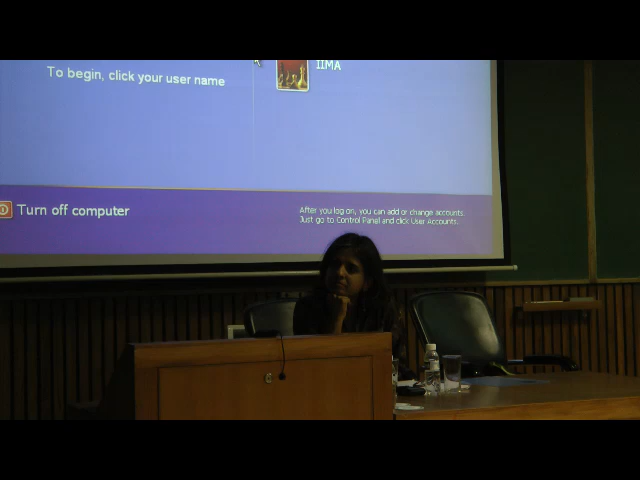 IIMA
To begin, click your user name
Turn off computer
After you log on, you can add or change accounts.
Just go to Control Panel and click User Accounts.